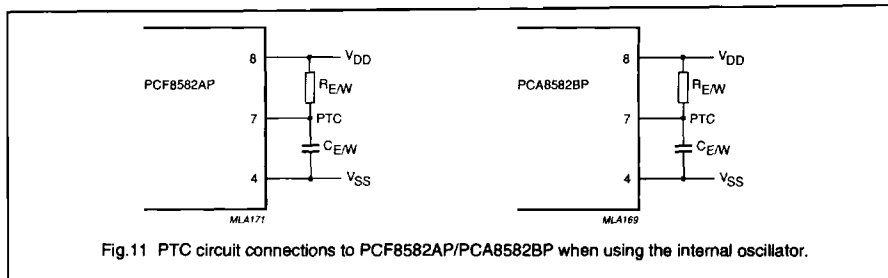 8 V_DD
PCF8582AP R_E/W
7 PTC
C_E/W
4 V_SS
MLA171
8 V_DD
PCA8582BP R_E/W
7 PTC
C_E/W
4 V_SS
MLA169
Fig.11 PTC circuit connections to PCF8582AP/PCA8582BP when using the internal oscillator.